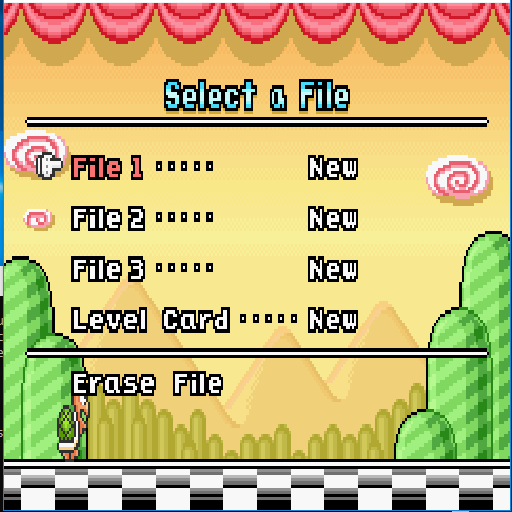 Select a File
File 1 ····· New
File 2 ····· New
File 3 ····· New
Level Card ····· New
Erase File